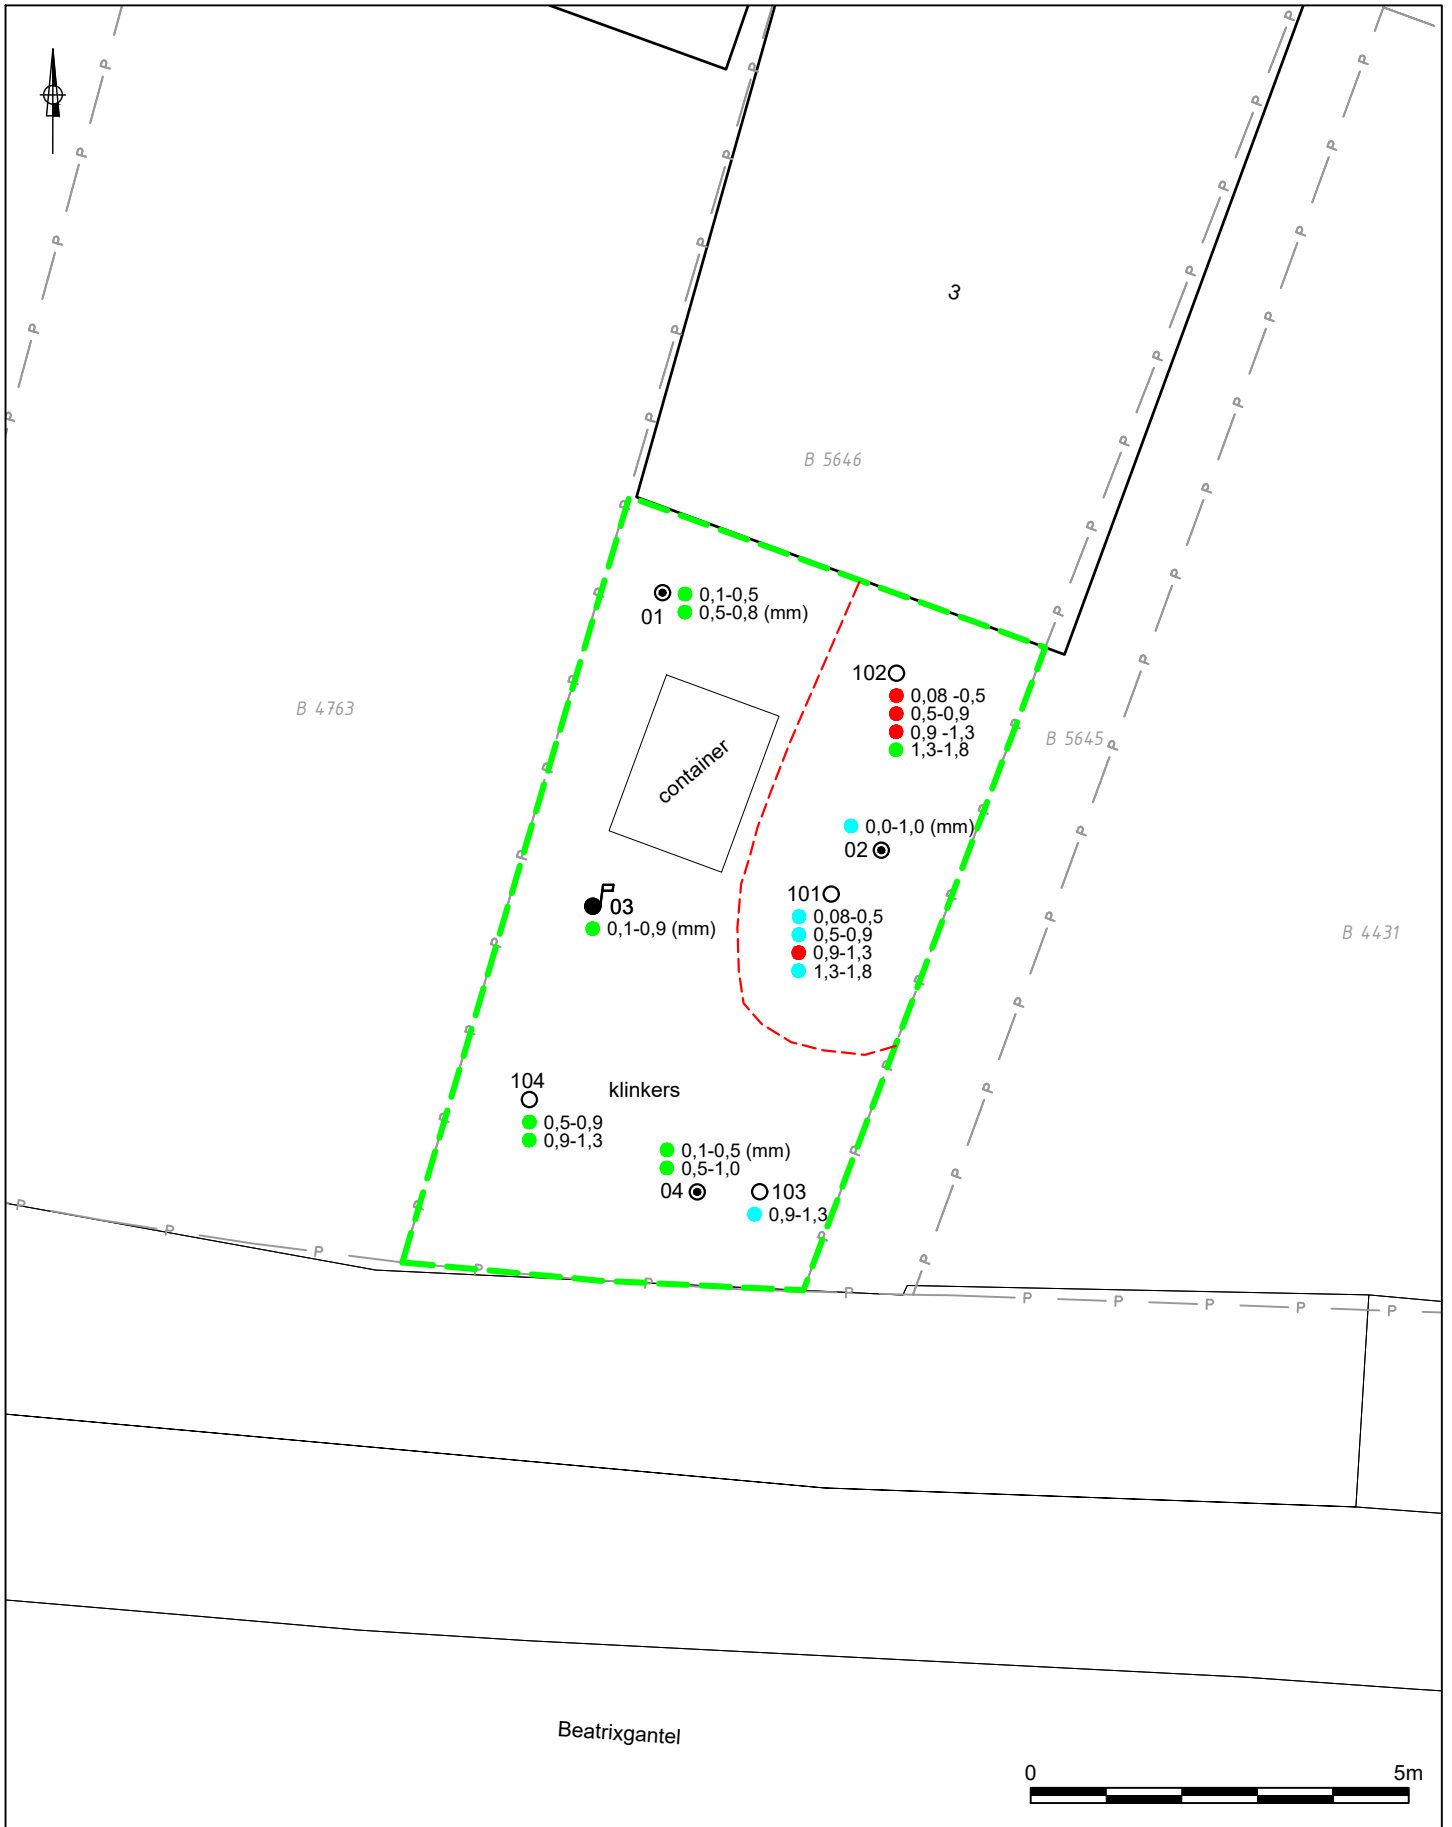 3
B 5646
01
0,1-0,5
0,5-0,8 (mm)
102
0,08 -0,5
0,5-0,9
0,9 -1,3
1,3-1,8
B 4763
B 5645
container
0,0-1,0 (mm)
02
101
0,08-0,5
0,5-0,9
0,9-1,3
1,3-1,8
03
0,1-0,9 (mm)
B 4431
104
0,5-0,9
0,9-1,3
klinkers
0,1-0,5 (mm)
0,5-1,0
04
103
0,9-1,3
Beatrixgantel
0 5m